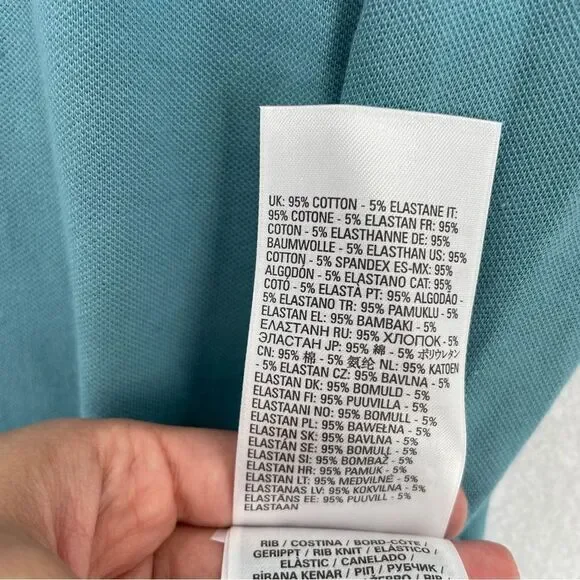 UK: 95% COTTON - 5% ELASTANE IT:
95% COTONE - 5% ELASTAN FR: 95%
COTON - 5% ELASTHANNE DE: 95%
BAUMWOLLE - 5% ELASTHAN US: 95%
COTTON - 5% SPANDEX ES-MX: 95%
ALGODÓN - 5% ELASTANO CAT: 95%
COTÓ - 5% ELASTÀ PT: 95% ALGODÃO -
5% ELASTANO TR: 95% PAMUKLU - 5%
ELASTAN EL: 95% BAMBAKI - 5%
ΕΛΑΣΤΑΝΗ RU: 95% ХЛОПОК - 5%
ЭЛАСТАН JP: 95% 綿 - 5% ポリウレタン
CN: 95% 棉 - 5% 氨纶 NL: 95% KATOEN
- 5% ELASTAN CZ: 95% BAVLNA - 5%
ELASTAN DK: 95% BOMULD - 5%
ELASTAN FI: 95% PUUVILLA - 5%
ELASTAANI NO: 95% BOMULL - 5%
ELASTAN PL: 95% BAWEŁNA - 5%
ELASTAN SK: 95% BAVLNA - 5%
ELASTÁN SE: 95% BOMULL - 5%
ELASTAN SI: 95% BOMBAŽ - 5%
ELASTAN HR: 95% PAMUK - 5%
ELASTAN LT: 95% MEDVILNĖ - 5%
ELASTANAS LV: 95% KOKVILNA - 5%
ELASTĀNS EE: 95% PUUVILL - 5%
ELASTAAN
RIB / COSTINA / BORD-CÔTE /
GERIPPT / RIB KNIT / ELÁSTICO /
ELÀSTIC / CANELADO /
BİRANA KENAR / ΡΙΠ / РУБЧИК /